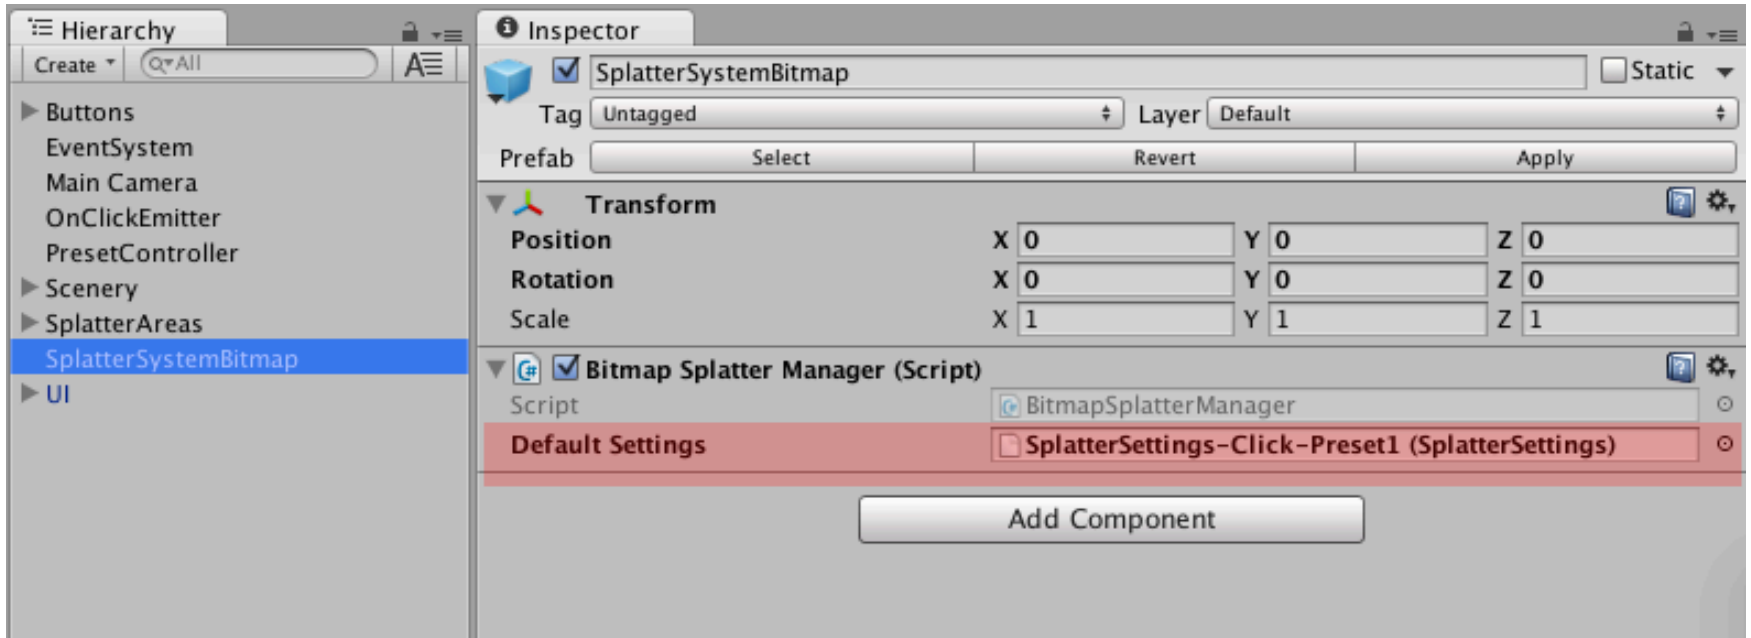 Hierarchy
Create
All
Buttons
EventSystem
Main Camera
OnClickEmitter
PresetController
Scenery
SplatterAreas
SplatterSystemBitmap
UI
Inspector
SplatterSystemBitmap Static
Tag Untagged Layer Default
Prefab Select Revert Apply
Transform
Position X 0 Y 0 Z 0
Rotation X 0 Y 0 Z 0
Scale X 1 Y 1 Z 1
C# Bitmap Splatter Manager (Script)
Script BitmapSplatterManager
Default Settings SplatterSettings-Click-Preset1 (SplatterSettings)
Add Component